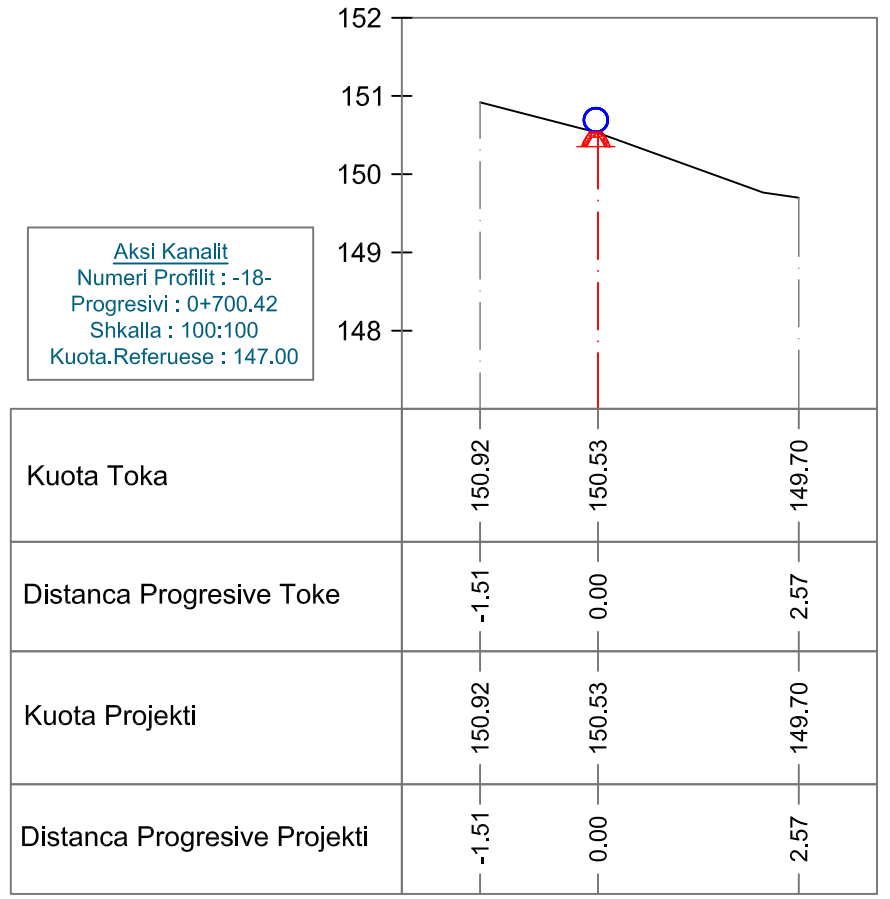 152
151
150
149
148
Aksi Kanalit
Numeri Profilit : -18-
Progresivi : 0+700.42
Shkalla : 100:100
Kuota.Referuese : 147.00
Kuota Toka 150.92 150.53 149.70
Distanca Progresive Toke -1.51 0.00 2.57
Kuota Projekti 150.92 150.53 149.70
Distanca Progresive Projekti -1.51 0.00 2.57